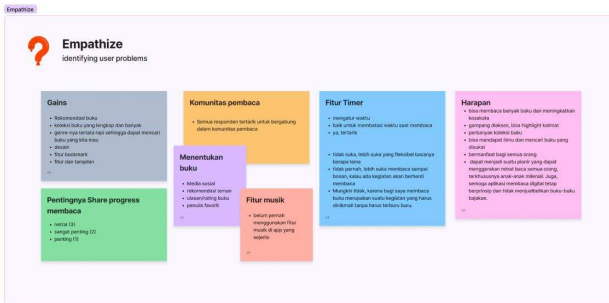 Empathize
Empathize
identifying user problems
Gains
Rekomendasi buku
koleksi buku yang lengkap dan banyak
genre-nya tertata rapi sehingga dapat mencari
buku yang kita mau
desain
fitur bookmark
fitur dan tampilan
Komunitas pembaca
Semua responden tertarik untuk bergabung
dalam komunitas pembaca
Menentukan
buku
Media sosial
rekomendasi teman
ulasan/rating buku
penulis favorit
Pentingnya Share progress
membaca
netral (3)
sangat penting (2)
penting (1)
Fitur musik
belum pernah
menggunakan fitur
musik di app yang
sejenis
Fitur Timer
mengatur waktu
baik untuk membatasi waktu saat membaca
ya, tertarik
tidak suka, lebih suka yang fleksibel bacanya
berapa lama
tidak pernah, lebih suka membaca sampai
bosan, kalau ada kegiatan akan berhenti
membaca
Mungkin tidak, karena bagi saya membaca
buku merupakan suatu kegiatan yang harus
dinikmati tanpa harus terburu buru.
Harapan
bisa membaca banyak buku dan meningkatkan
kosakata
gampang diakses, bisa highlight kalimat
perbanyak koleksi buku
bisa mendapat ilmu dan mencari buku yang
disukai
bermanfaat bagi semua orang
dapat menjadi suatu pionir yang dapat
menggerakan minat baca semua orang,
terkhususnya anak-anak milenial. Juga,
semoga aplikasi membaca digital tetap
berprinsip dan tidak menjualbelikan buku-buku
bajakan.